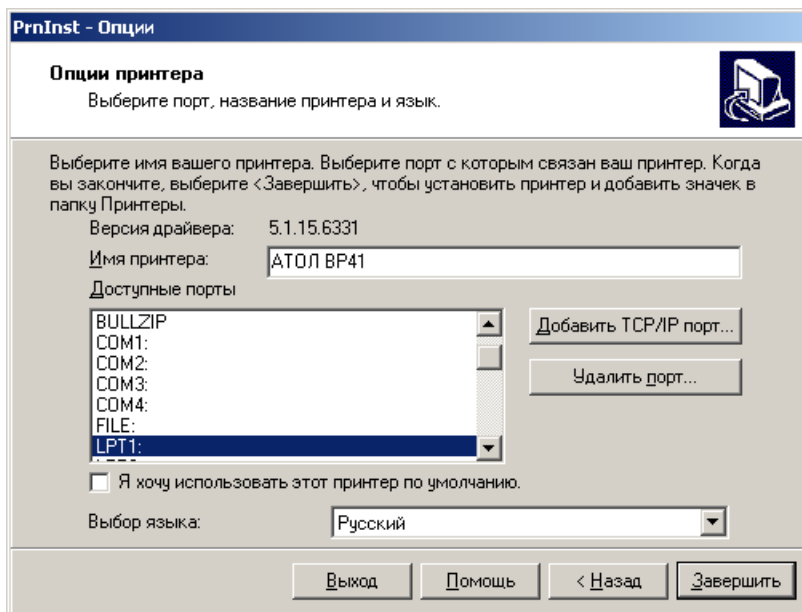 PrnInst - Опции
Опции принтера
Выберите порт, название принтера и язык.
Выберите имя вашего принтера. Выберите порт с которым связан ваш принтер. Когда
вы закончите, выберите <Завершить>, чтобы установить принтер и добавить значек в
папку Принтеры.
Версия драйвера: 5.1.15.6331
Имя принтера: АТОЛ BP41
Доступные порты
BULLZIP
COM1:
COM2:
COM3:
COM4:
FILE:
LPT1:
Добавить TCP/IP порт...
Удалить порт...
Я хочу использовать этот принтер по умолчанию.
Выбор языка: Русский
Выход Помощь < Назад Завершить